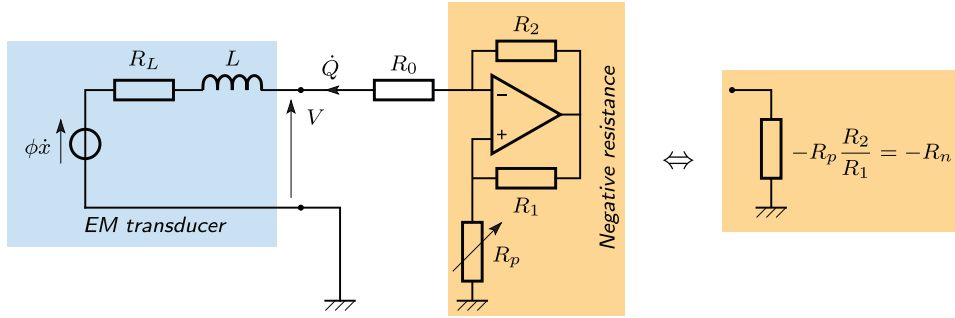 R_L
L
Q̇
R_0
R_2
ϕẋ
V
−
+
R_1
R_p
EM transducer
Negative resistance
⇔
−R_p R_2/R_1 = −R_n